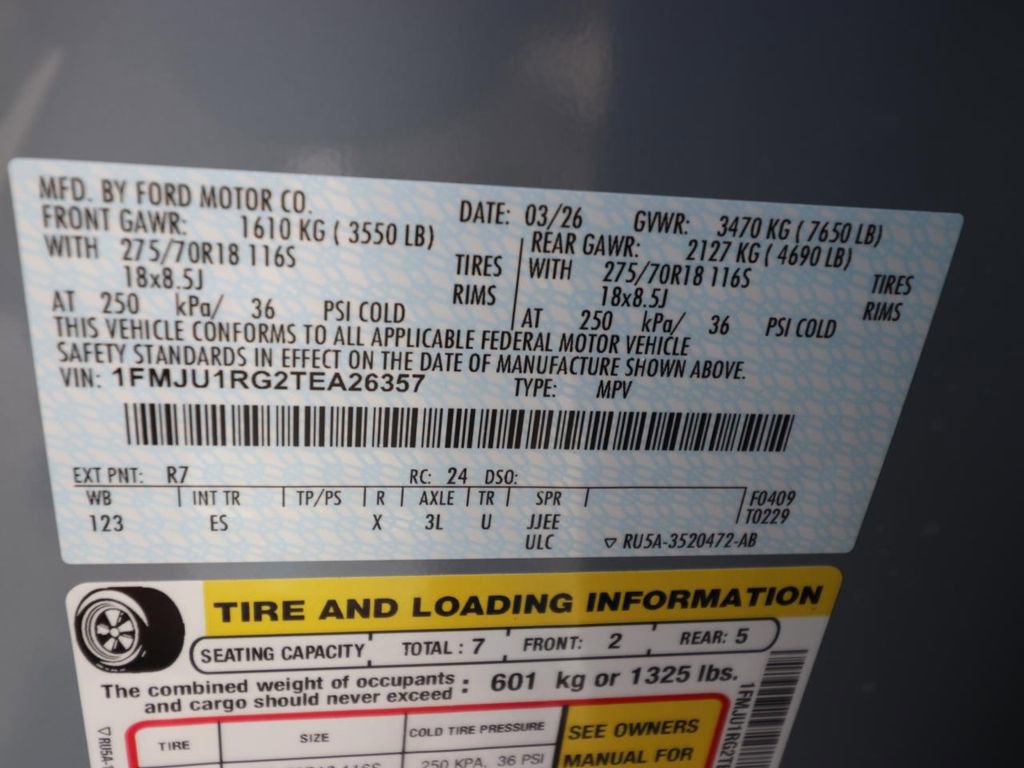 MFD. BY FORD MOTOR CO.
DATE: 03/26 GVWR: 3470 KG ( 7650 LB)
FRONT GAWR: 1610 KG ( 3550 LB) REAR GAWR: 2127 KG ( 4690 LB)
WITH 275/70R18 116S TIRES WITH 275/70R18 116S TIRES
18x8.5J RIMS 18x8.5J RIMS
AT 250 kPa/ 36 PSI COLD AT 250 kPa/ 36 PSI COLD
THIS VEHICLE CONFORMS TO ALL APPLICABLE FEDERAL MOTOR VEHICLE
SAFETY STANDARDS IN EFFECT ON THE DATE OF MANUFACTURE SHOWN ABOVE.
VIN: 1FMJU1RG2TEA26357 TYPE: MPV
EXT PNT: R7 RC: 24 DSO:
WB INT TR TP/PS R AXLE TR SPR F0409
123 ES X 3L U JJEE T0229
ULC ▽ RU5A-3520472-AB
TIRE AND LOADING INFORMATION
SEATING CAPACITY TOTAL : 7 FRONT: 2 REAR: 5
The combined weight of occupants
and cargo should never exceed : 601 kg or 1325 lbs.
TIRE SIZE COLD TIRE PRESSURE SEE OWNERS
250 KPA, 36 PSI MANUAL FOR